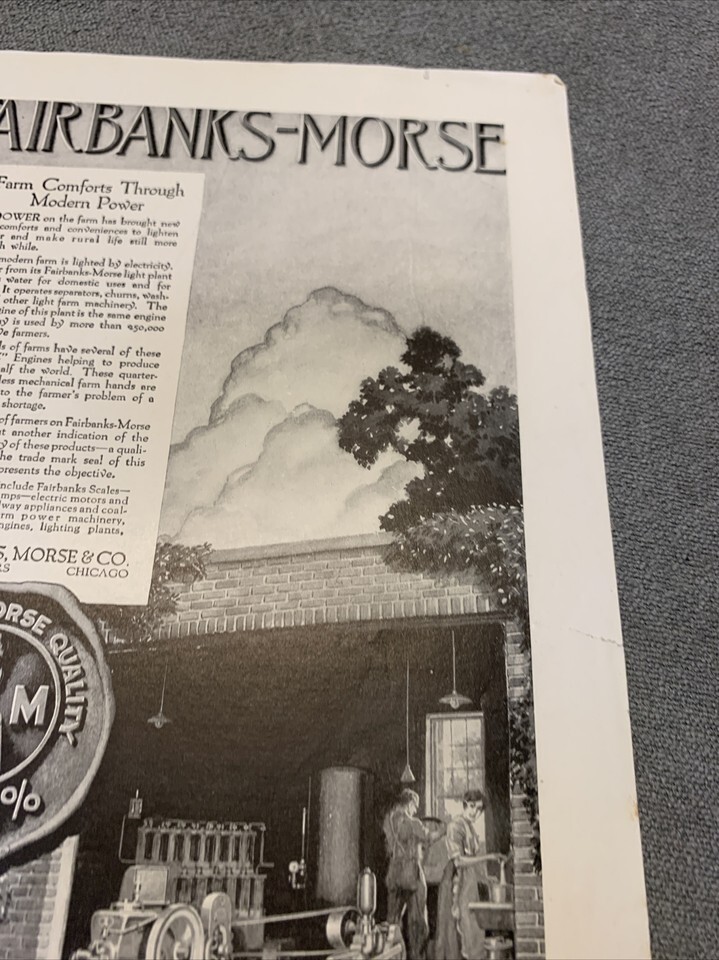 AIRBANKS-MORSE
Farm Comforts Through
Modern Power
POWER on the farm has brought new
comforts and conveniences to lighten
r and make rural life still more
h while.
modern farm is lighted by electricity.
r from its Fairbanks-Morse light plant
water for domestic uses and for
It operates separators, churns, wash-
other light farm machinery. The
ine of this plant is the same engine
y is used by more than 250,000
ve farmers.
s of farms have several of these
" Engines helping to produce
alf the world. These quarter-
less mechanical farm hands are
to the farmer's problem of a
shortage.
of farmers on Fairbanks-Morse
t another indication of the
y of these products—a quali-
he trade mark seal of this
presents the objective.
include Fairbanks Scales—
mps—electric motors and
lway appliances and coal-
rm power machinery,
ngines, lighting plants,
S, MORSE & CO.
RS CHICAGO
ORSE QUALITY
M
%